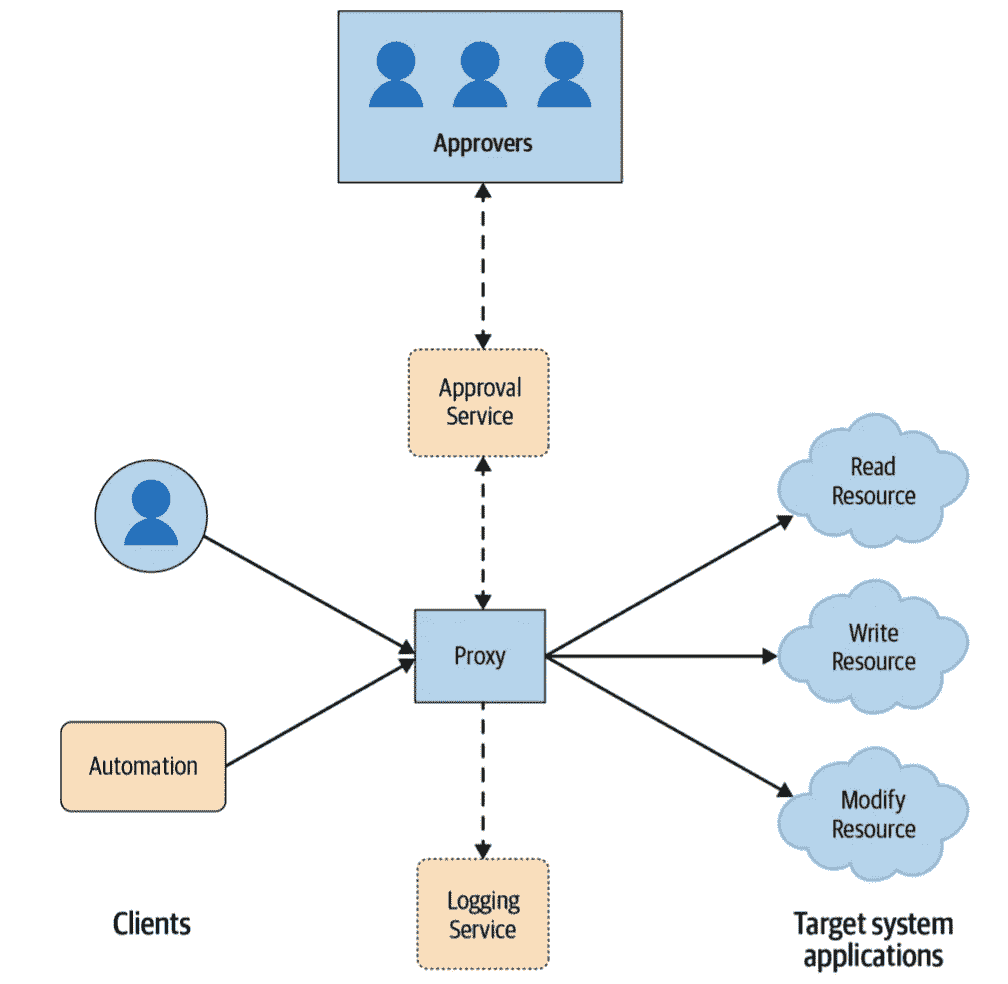 Approvers
Approval
Service
Read
Resource
Proxy
Write
Resource
Automation
Modify
Resource
Logging
Service
Clients
Target system
applications